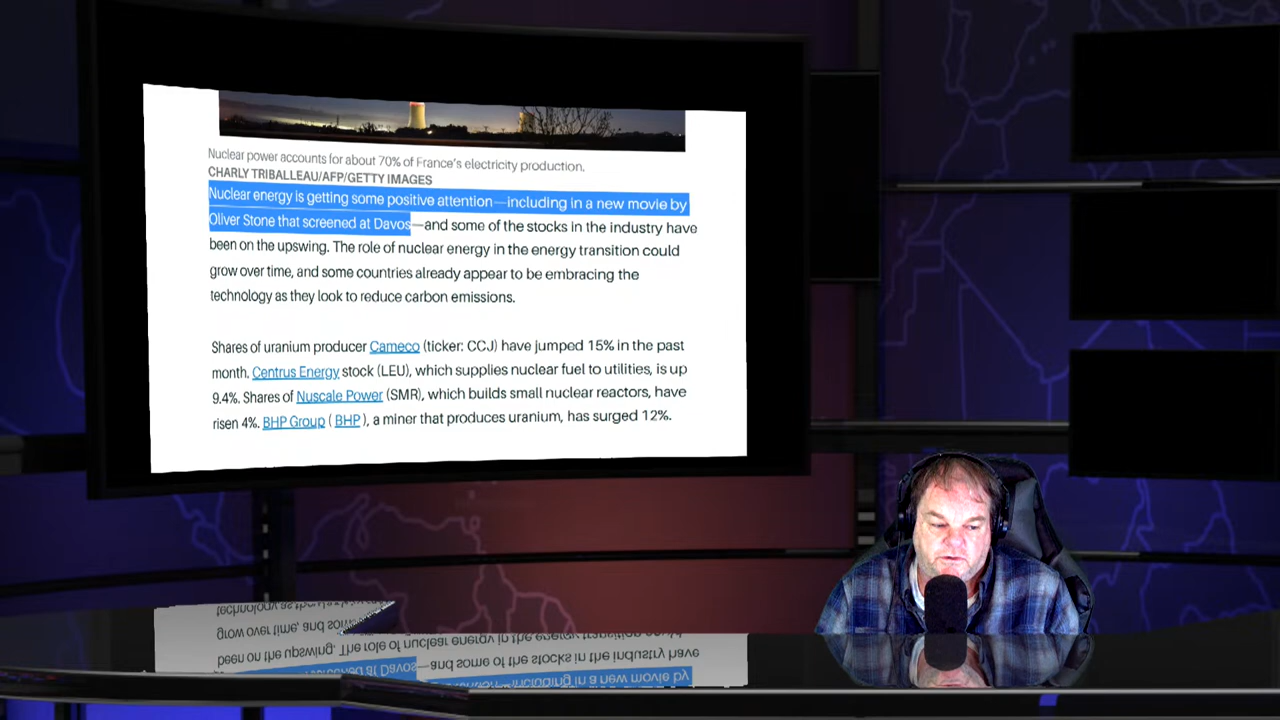 Nuclear power accounts for about 70% of France's electricity production.
CHARLY TRIBALLEAU/AFP/GETTY IMAGES
Nuclear energy is getting some positive attention—including in a new movie by
Oliver Stone that screened at Davos—and some of the stocks in the industry have
been on the upswing. The role of nuclear energy in the energy transition could
grow over time, and some countries already appear to be embracing the
technology as they look to reduce carbon emissions.
Shares of uranium producer Cameco (ticker: CCJ) have jumped 15% in the past
month. Centrus Energy stock (LEU), which supplies nuclear fuel to utilities, is up
9.4%. Shares of Nuscale Power (SMR), which builds small nuclear reactors, have
risen 4%. BHP Group ( BHP ), a miner that produces uranium, has surged 12%.